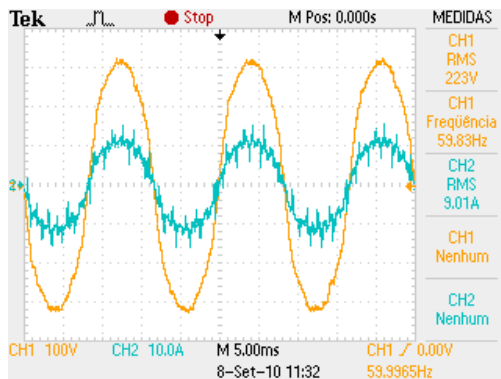 Tek Stop M Pos: 0.000s MEDIDAS
CH1
RMS
223V
CH1
Freqüência
59.83Hz
CH2
RMS
9.01A
CH1
Nenhum
CH2
Nenhum
2
CH1 100V CH2 10.0A M 5.00ms CH1 0.00V
8-Set-10 11:32 59.9965Hz